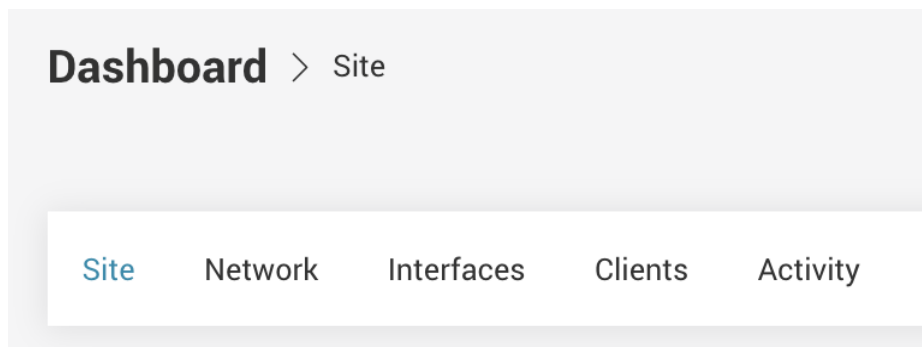 Dashboard > Site
Site Network Interfaces Clients Activity